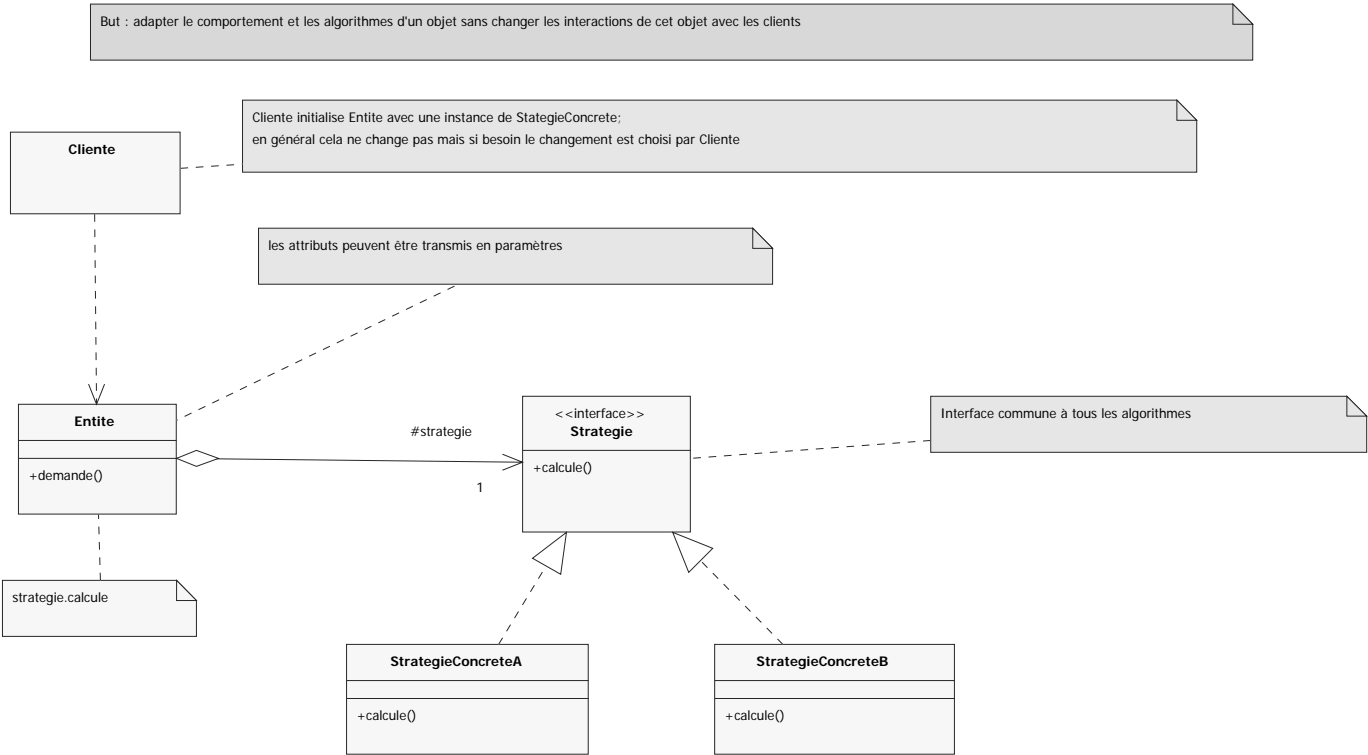 But : adapter le comportement et les algorithmes d'un objet sans changer les interactions de cet objet avec les clients
Cliente initialise Entite avec une instance de StategieConcrete;
en général cela ne change pas mais si besoin le changement est choisi par Cliente
Cliente
les attributs peuvent être transmis en paramètres
Entite
+demande()
#strategie
1
<<interface>>
Strategie
+calcule()
Interface commune à tous les algorithmes
strategie.calcule
StrategieConcreteA
+calcule()
StrategieConcreteB
+calcule()